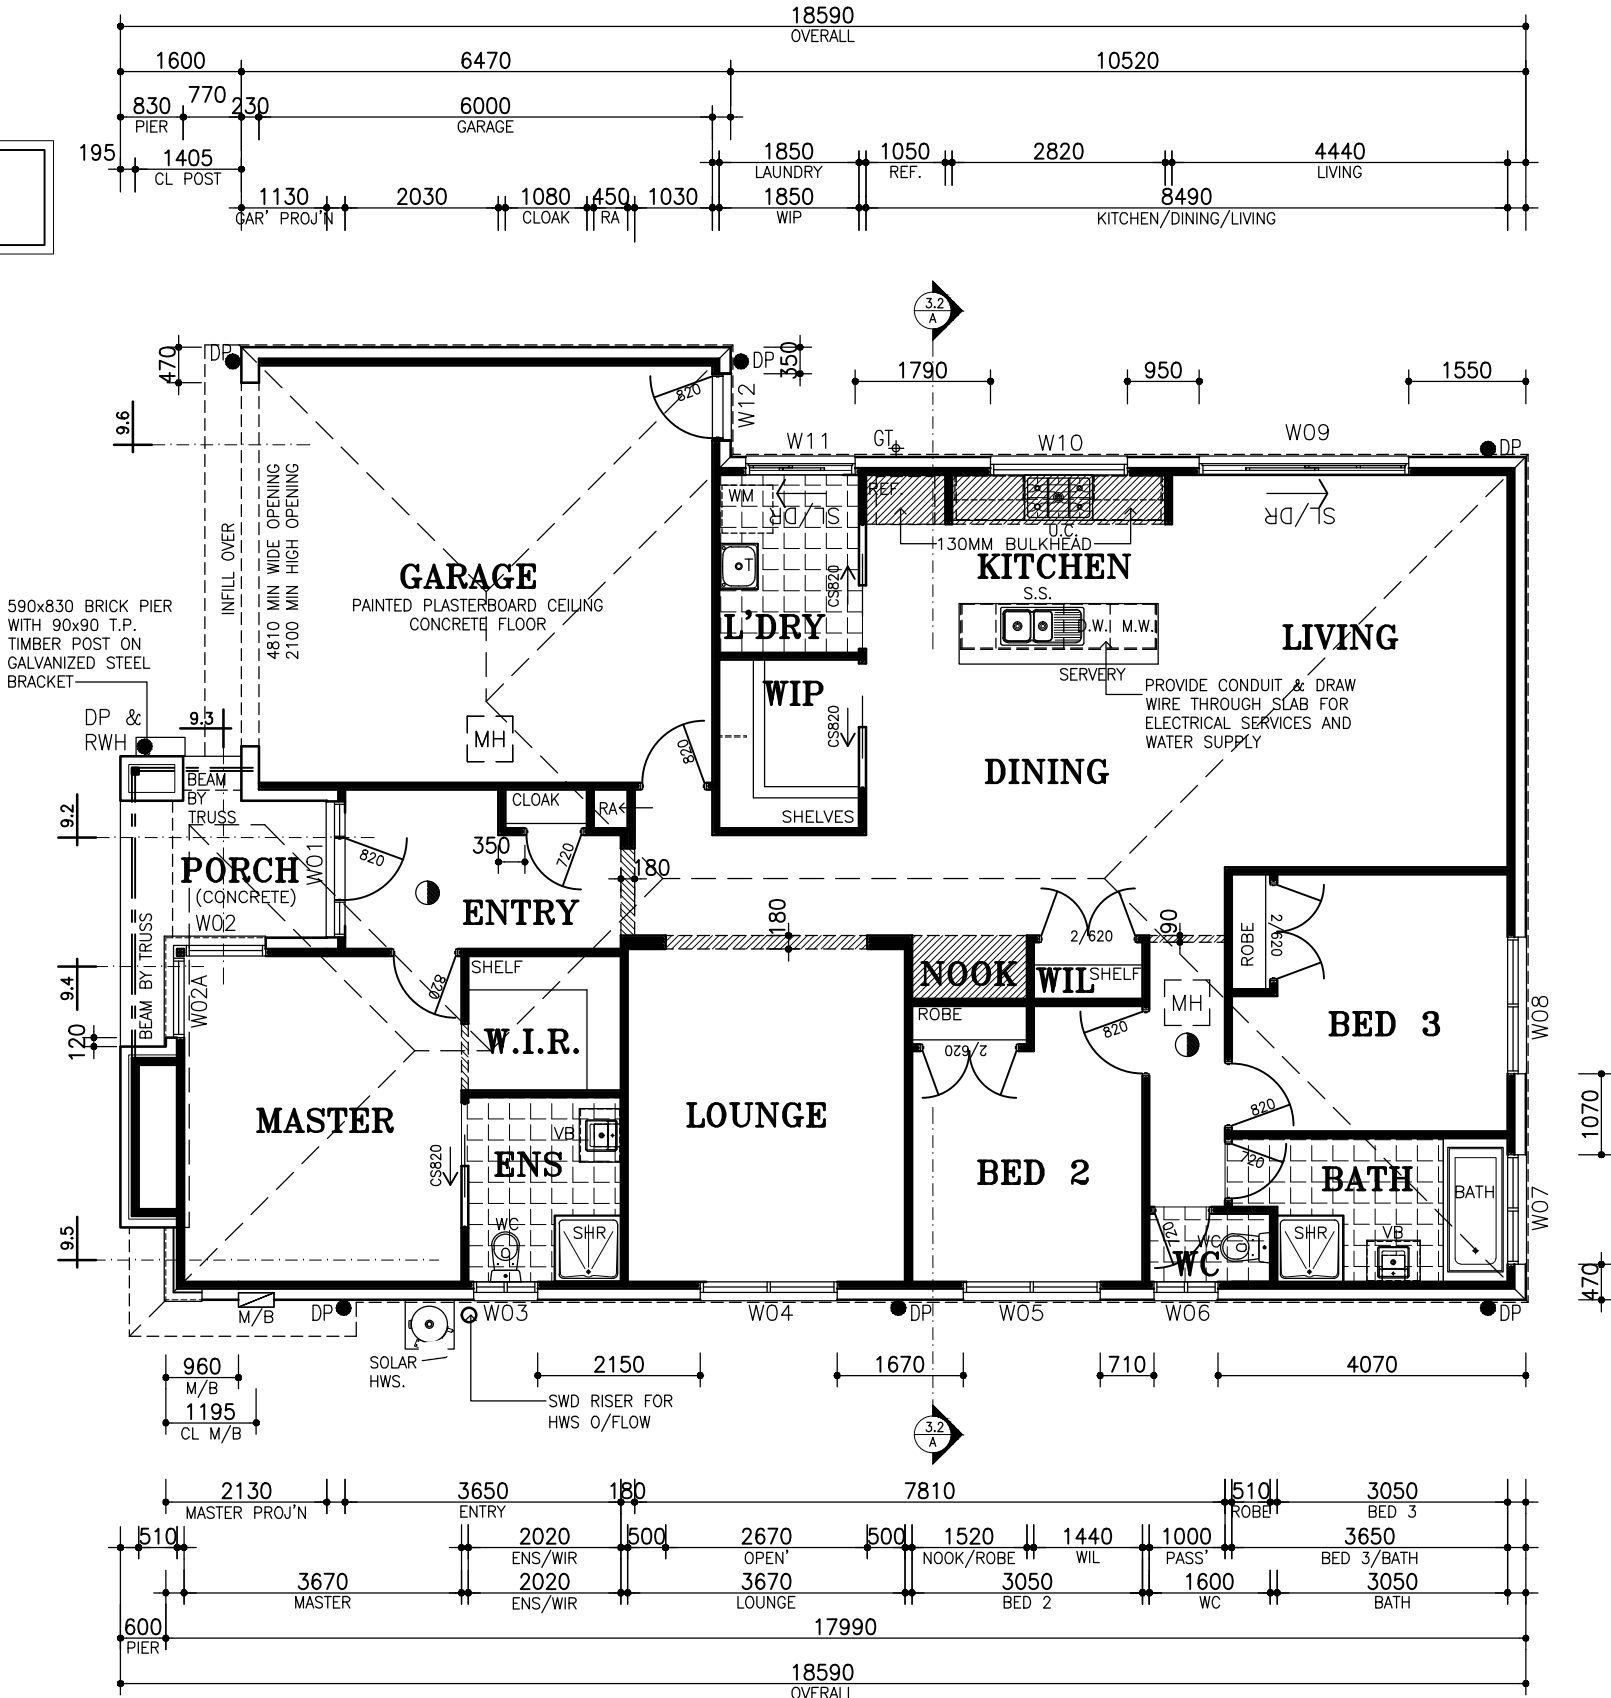 18590
OVERALL
1600 6470 10520
770
830 230 6000
PIER GARAGE
195 1405 1850 1050 2820 4440
CL POST LAUNDRY REF. LIVING
1130 2030 1080 450 1030 1850 8490
GAR' PROJ'N CLOAK RA WIP KITCHEN/DINING/LIVING
3.2
A
470 DP DP 350 1790 950 1550
820 W12
9.6
W11 GT W10 W09 DP
WM REF.
SL/DR SL/DR
U.C.
130MM BULKHEAD
INFILL OVER
4810 MIN WIDE OPENING
2100 MIN HIGH OPENING
GARAGE
PAINTED PLASTERBOARD CEILING
CONCRETE FLOOR
T
CS820
KITCHEN
S.S.
D.W. M.W.
L'DRY
LIVING
SERVERY
590x830 BRICK PIER
WITH 90x90 T.P.
TIMBER POST ON
GALVANIZED STEEL
BRACKET
WIP
PROVIDE CONDUIT & DRAW
WIRE THROUGH SLAB FOR
ELECTRICAL SERVICES AND
WATER SUPPLY
DP &
RWH
9.3
MH
820
CS820
DINING
SHELVES
BEAM
BY
TRUSS
CLOAK
RA
9.2
350
720
820
W01
PORCH
(CONCRETE)
180
ENTRY
W02
180
2/620
190
ROBE
2/620
BEAM BY TRUSS
9.4
W02A
820
SHELF
NOOK
WIL
SHELF
MH
120
W.I.R.
ROBE
2/620
820
BED 3
W08
MASTER
LOUNGE
VB
ENS
CS820
BED 2
820
720
1070
BATH
BATH
W07
9.5
WC
SHR
720
WC
WC
SHR
VB
470
M/B
DP
W03
W04
DP
W05
W06
DP
SOLAR
HWS.
960
M/B
1195
CL M/B
2150 1670 710 4070
SWD RISER FOR
HWS O/FLOW
3.2
A
2130 3650 180 7810 510 3050
MASTER PROJ'N ENTRY ROBE BED 3
510 2020 500 2670 500 1520 1440 1000 3650
ENS/WIR OPEN' NOOK/ROBE WIL PASS' BED 3/BATH
3670 2020 3670 3050 1600 3050
MASTER ENS/WIR LOUNGE BED 2 WC BATH
600 17990
PIER
18590
OVERALL